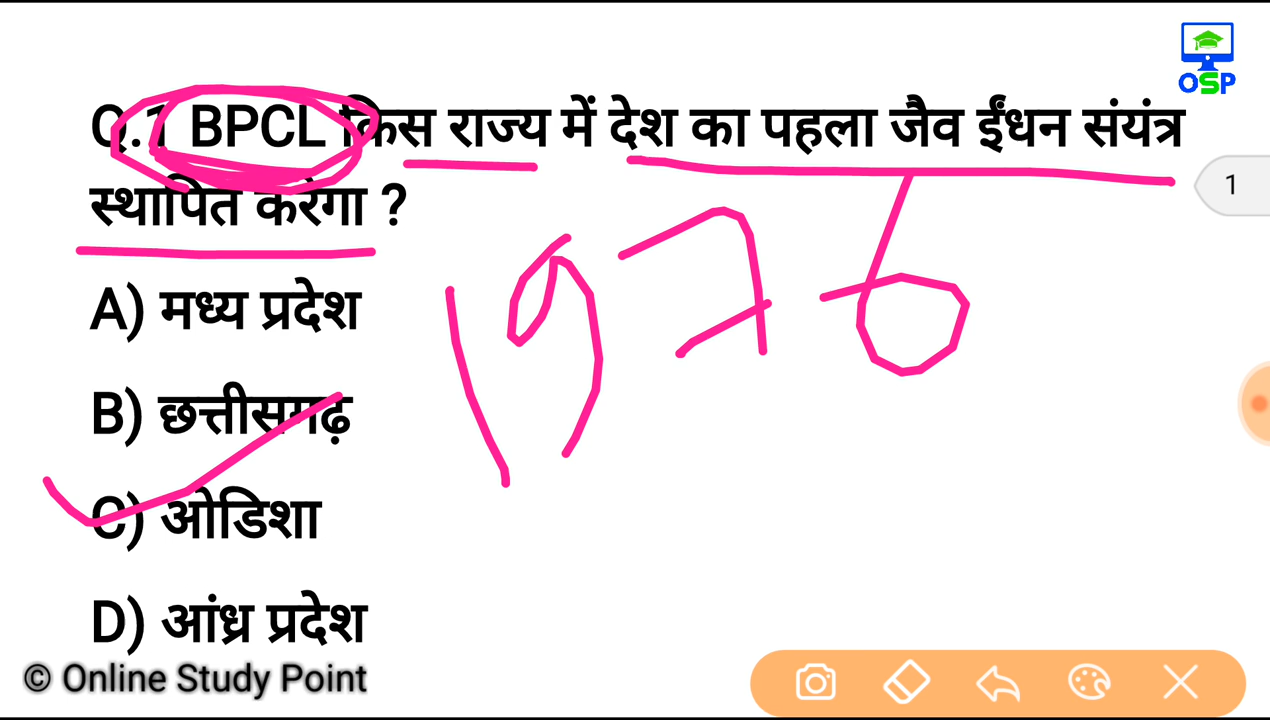 OSP
Q.1 BPCL किस राज्य में देश का पहला जैव ईंधन संयंत्र
स्थापित करेगा ?
1
1976
A) मध्य प्रदेश
B) छत्तीसगढ़
C) ओडिशा
D) आंध्र प्रदेश
© Online Study Point